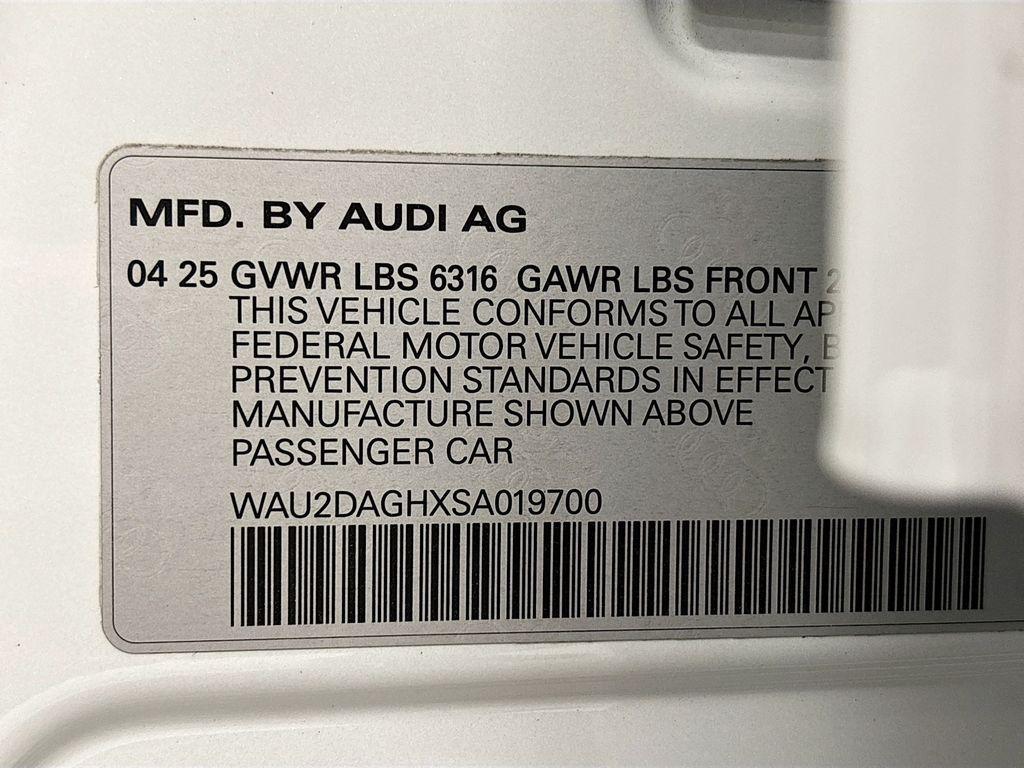 MFD. BY AUDI AG
04 25 GVWR LBS 6316 GAWR LBS FRONT
THIS VEHICLE CONFORMS TO ALL
FEDERAL MOTOR VEHICLE SAFETY,
PREVENTION STANDARDS IN EFFECT
MANUFACTURE SHOWN ABOVE
PASSENGER CAR
WAU2DAGHXSA019700